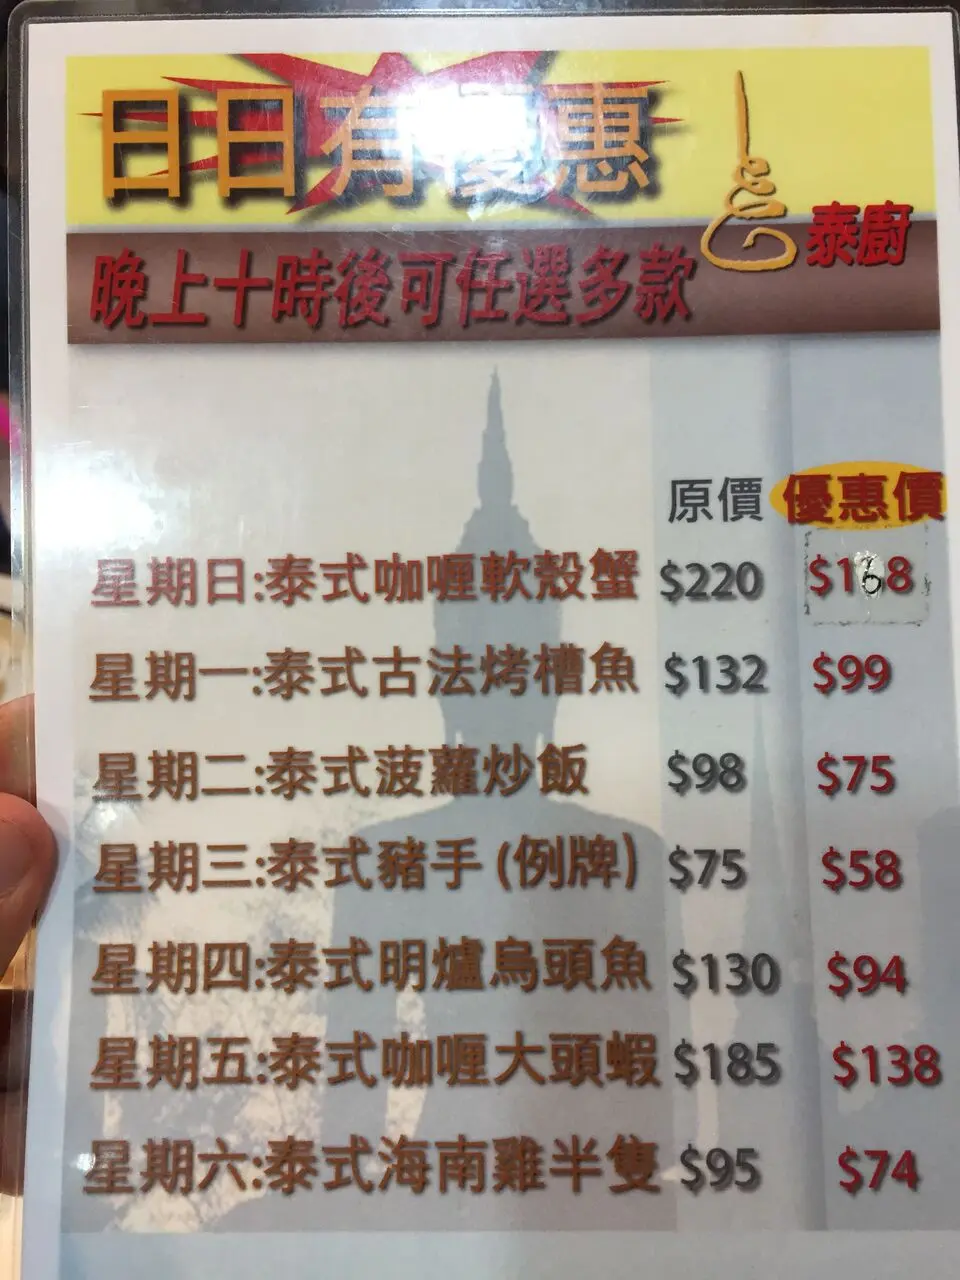 日日有優惠
泰廚
晚上十時後可任選多款
原價 優惠價
星期日:泰式咖喱軟殼蟹 $220 $168
星期一:泰式古法烤槽魚 $132 $99
星期二:泰式菠蘿炒飯 $98 $75
星期三:泰式豬手 (例牌) $75 $58
星期四:泰式明爐烏頭魚 $130 $94
星期五:泰式咖喱大頭蝦 $185 $138
星期六:泰式海南雞半隻 $95 $74